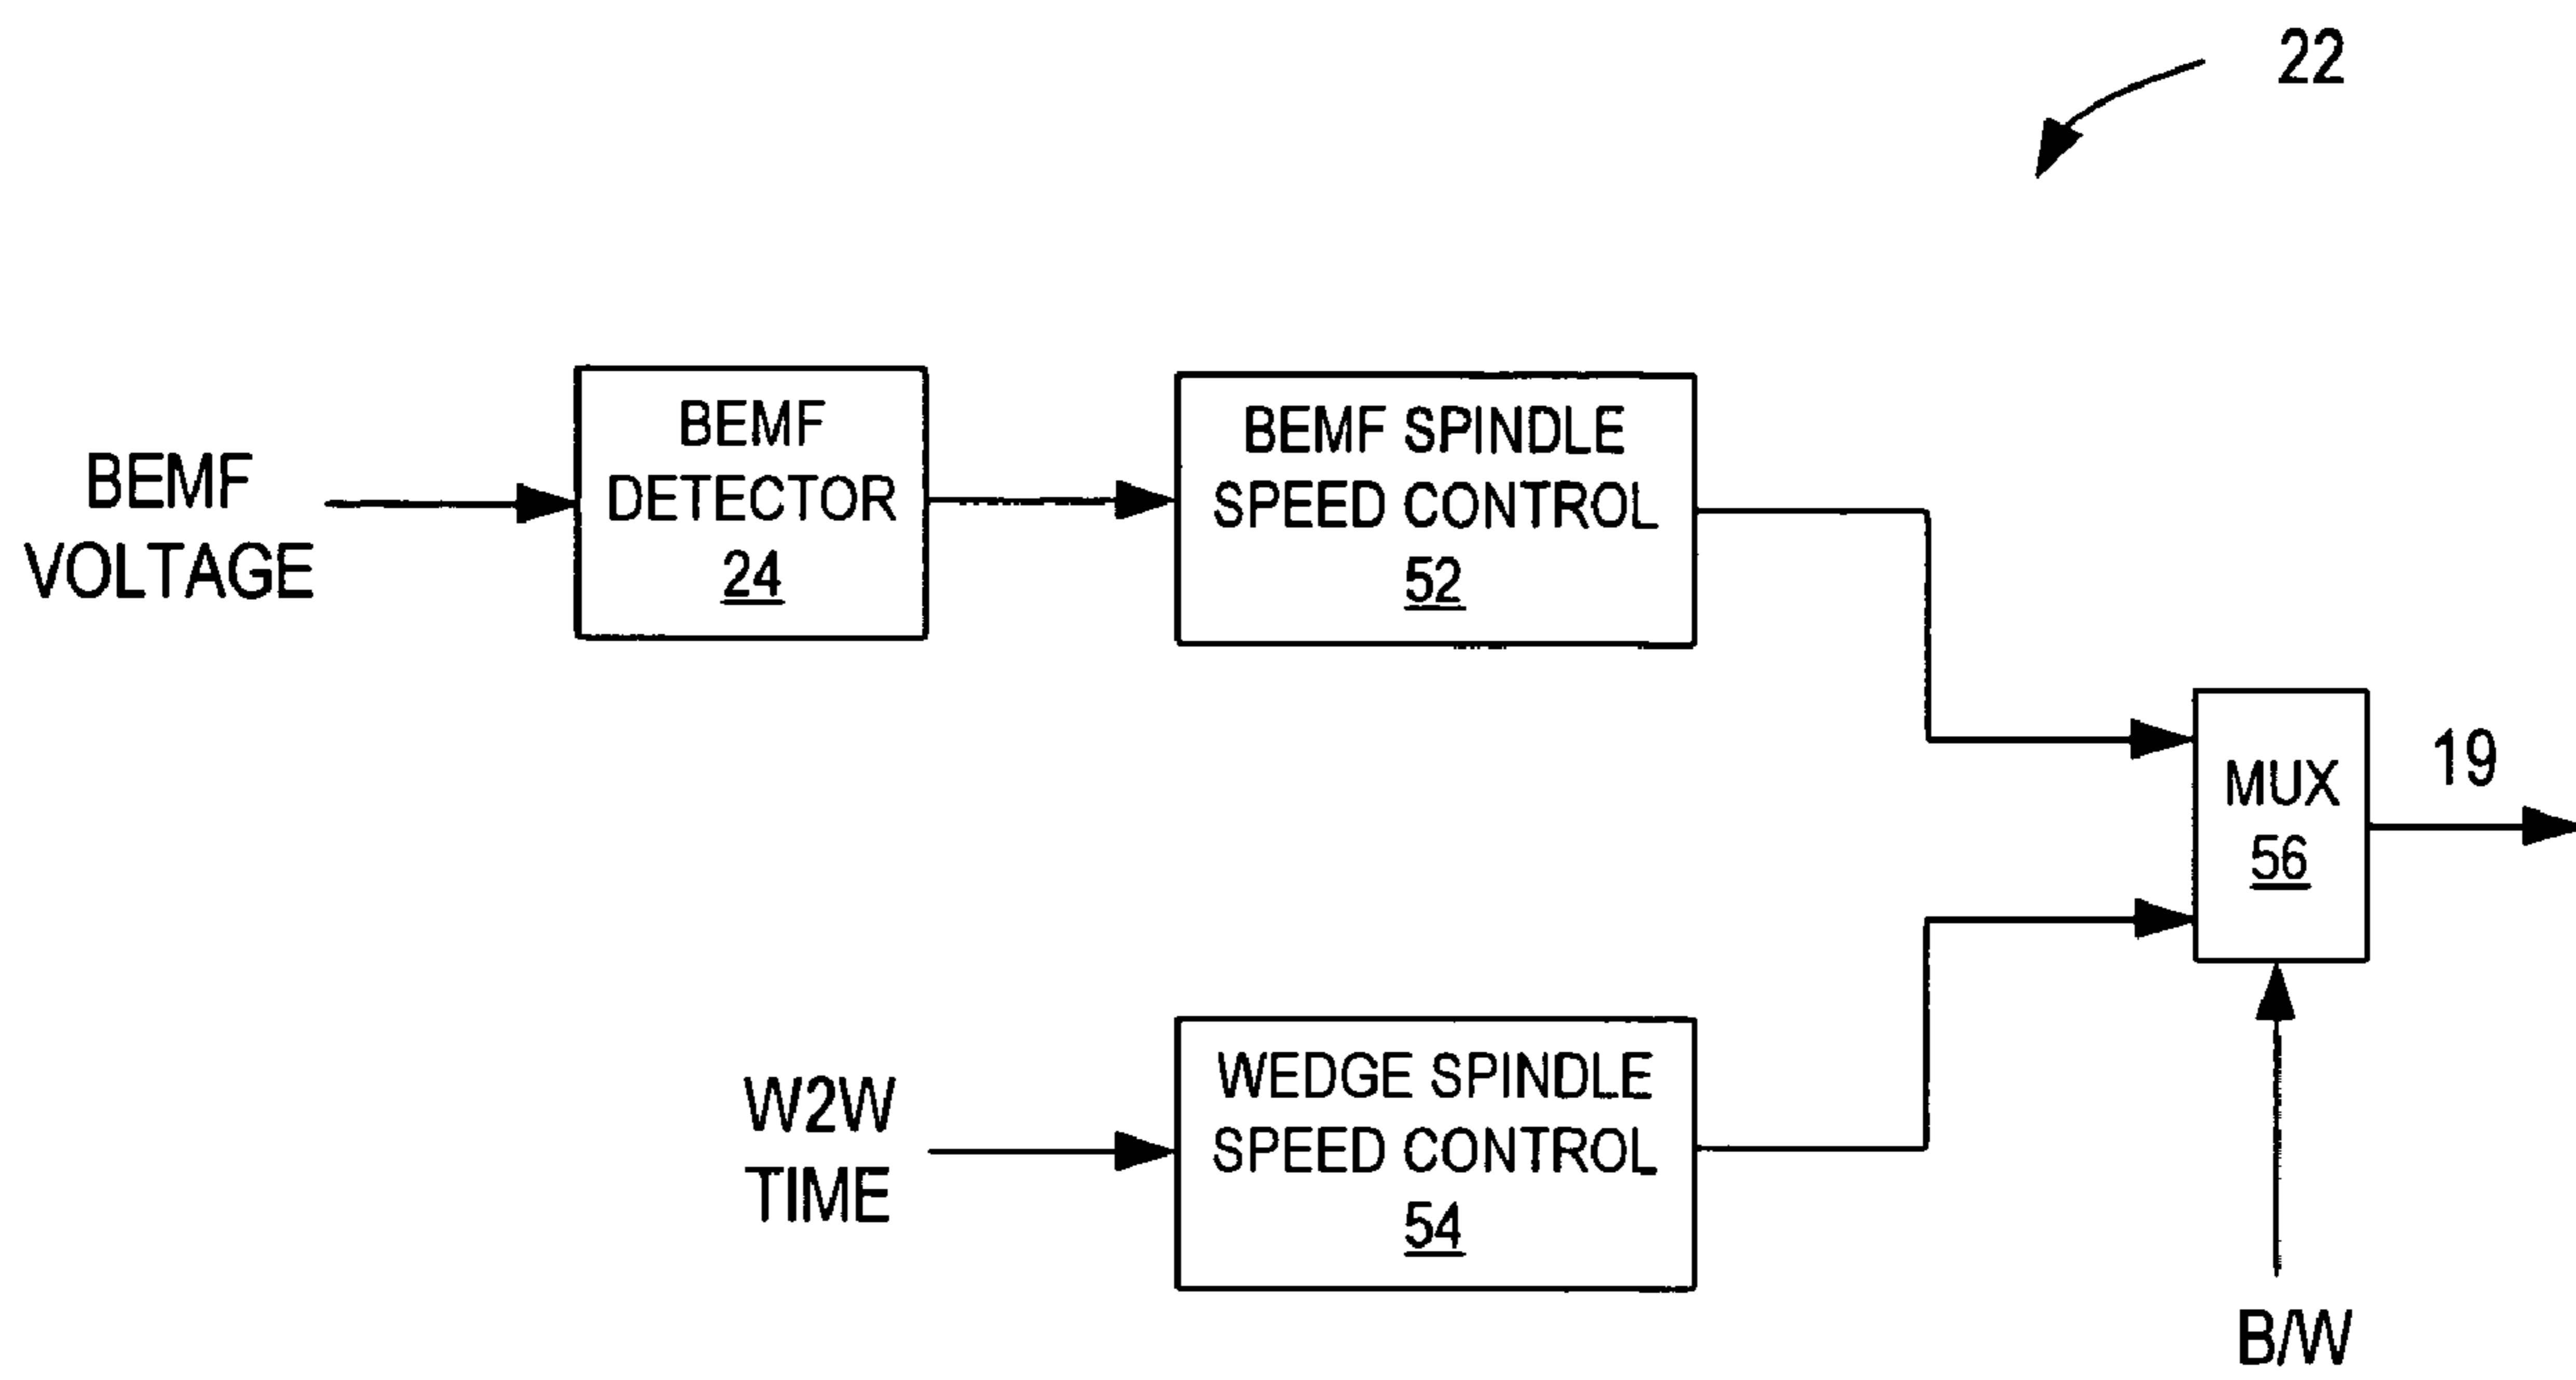 22
BEMF
VOLTAGE
BEMF
DETECTOR
24
BEMF SPINDLE
SPEED CONTROL
52
MUX
56
19
W2W
TIME
WEDGE SPINDLE
SPEED CONTROL
54
B/W